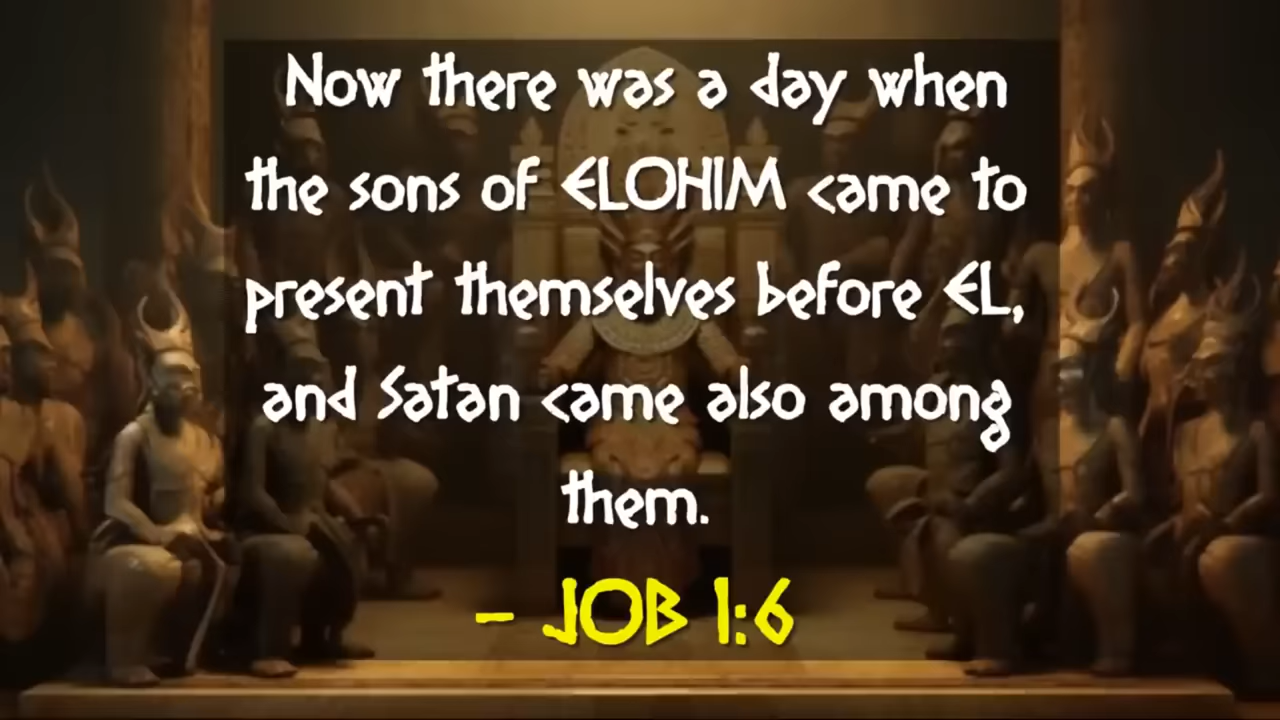 Now there was a day when
the sons of ELOHIM came to
present themselves before EL,
and Satan came also among
them.
- JOB 1:6